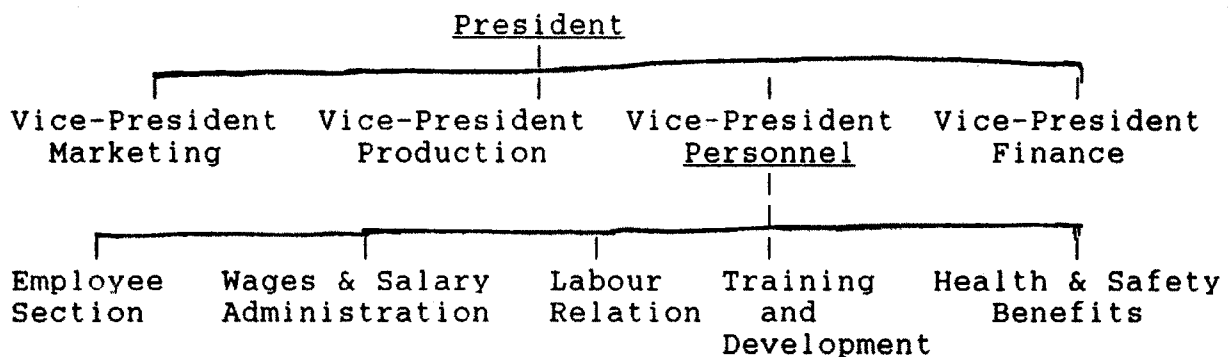 President
Vice-President Vice-President Vice-President Vice-President
Marketing Production Personnel Finance
Employee Wages & Salary Labour Training Health & Safety
Section Administration Relation and Benefits
Development